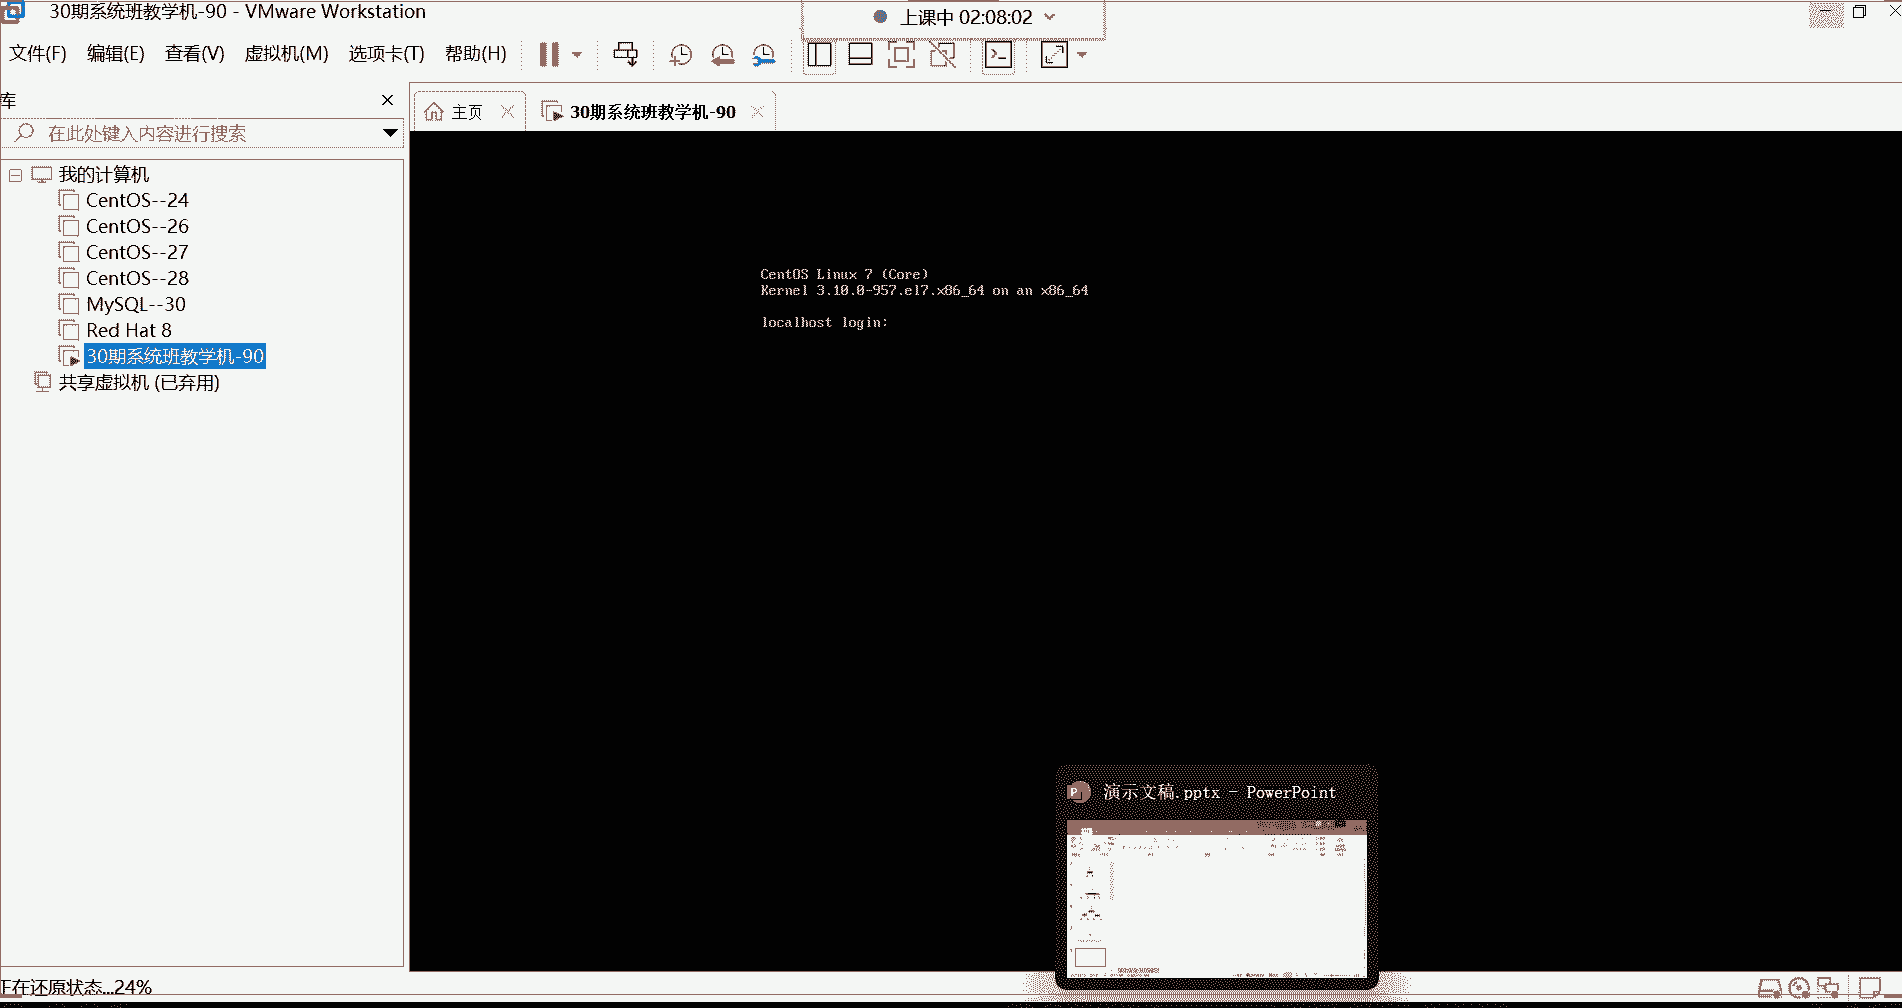 30期系统班教学机-90 - VMware Workstation
上课中 02:08:02
文件(F) 编辑(E) 查看(V) 虚拟机(M) 选项卡(T) 帮助(H)
库
主页
30期系统班教学机-90
在此处键入内容进行搜索
我的计算机
CentOS--24
CentOS--26
CentOS--27
CentOS--28
MySQL--30
Red Hat 8
30期系统班教学机-90
共享虚拟机 (已弃用)
CentOS Linux 7 (Core)
Kernel 3.10.0-957.el7.x86_64 on an x86_64
localhost login:
演示文稿.pptx - PowerPoint
正在还原状态...24%